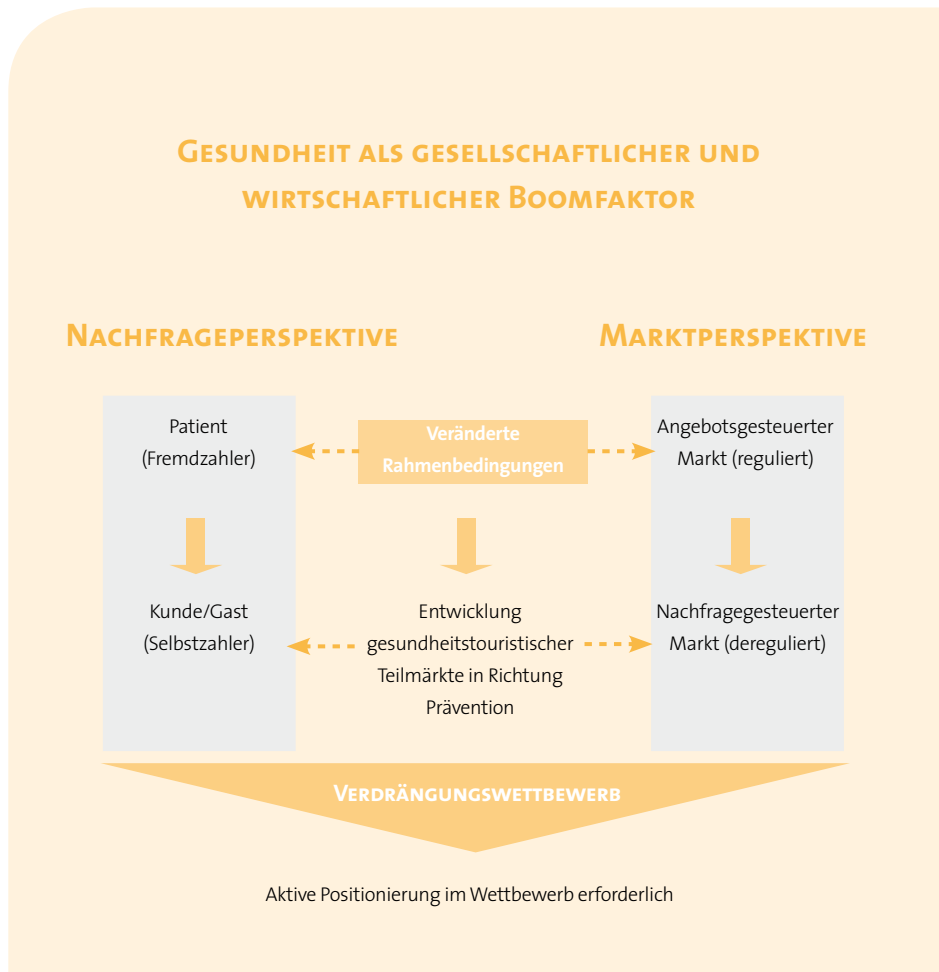 Gesundheit als gesellschaftlicher und
wirtschaftlicher Boomfaktor
Nachfrageperspektive
Marktperspektive
Patient
(Fremdzahler)
Veränderte
Rahmenbedingungen
Angebotsgesteuerter
Markt (reguliert)
Kunde/Gast
(Selbstzahler)
Entwicklung
gesundheitstouristischer
Teilmärkte in Richtung
Prävention
Nachfragegesteuerter
Markt (dereguliert)
Verdrängungswettbewerb
Aktive Positionierung im Wettbewerb erforderlich